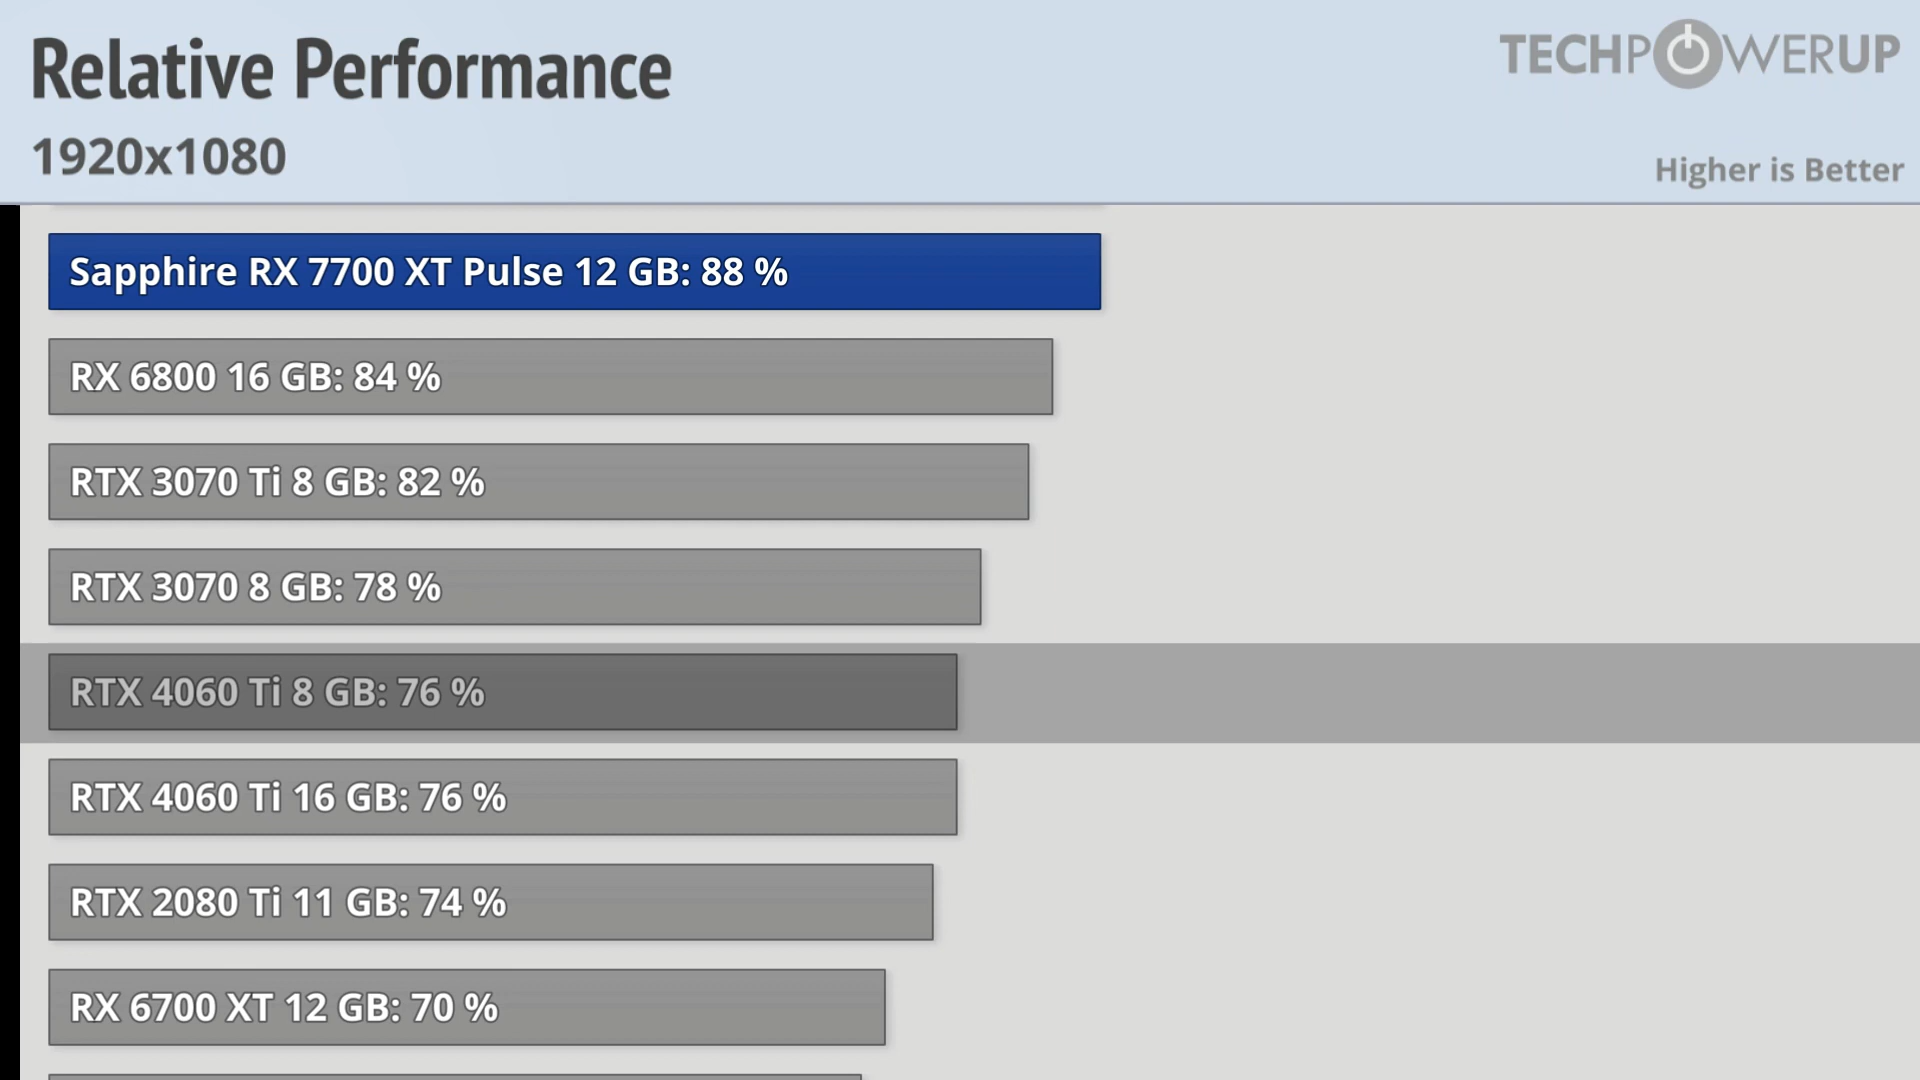 Relative Performance
TECHPOWERUP
1920x1080
Higher is Better
Sapphire RX 7700 XT Pulse 12 GB: 88 %
RX 6800 16 GB: 84 %
RTX 3070 Ti 8 GB: 82 %
RTX 3070 8 GB: 78 %
RTX 4060 Ti 8 GB: 76 %
RTX 4060 Ti 16 GB: 76 %
RTX 2080 Ti 11 GB: 74 %
RX 6700 XT 12 GB: 70 %